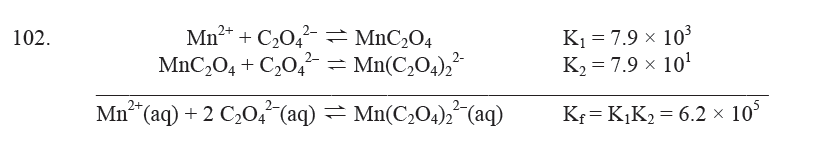 102. Mn²⁺ + C₂O₄²⁻ ⇌ MnC₂O₄ K₁ = 7.9 × 10³
MnC₂O₄ + C₂O₄²⁻ ⇌ Mn(C₂O₄)₂²⁻ K₂ = 7.9 × 10¹
Mn²⁺(aq) + 2 C₂O₄²⁻(aq) ⇌ Mn(C₂O₄)₂²⁻(aq) K_f = K₁K₂ = 6.2 × 10⁵